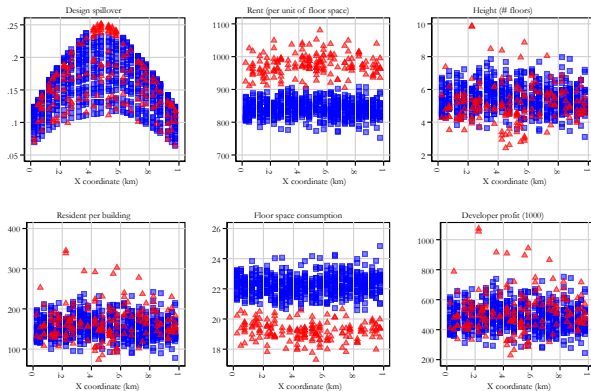 Design spillover
.25
.2
.15
.1
.05
0 .2 .4 .6 .8 1
X coordinate (km)
Rent (per unit of floor space)
1100
1000
900
800
700
0 .2 .4 .6 .8 1
X coordinate (km)
Height (# floors)
10
8
6
4
2
0 .2 .4 .6 .8 1
X coordinate (km)
Resident per building
400
300
200
100
0 .2 .4 .6 .8 1
X coordinate (km)
Floor space consumption
26
24
22
20
18
0 .2 .4 .6 .8 1
X coordinate (km)
Developer profit (1000)
1000
800
600
400
200
0 .2 .4 .6 .8 1
X coordinate (km)